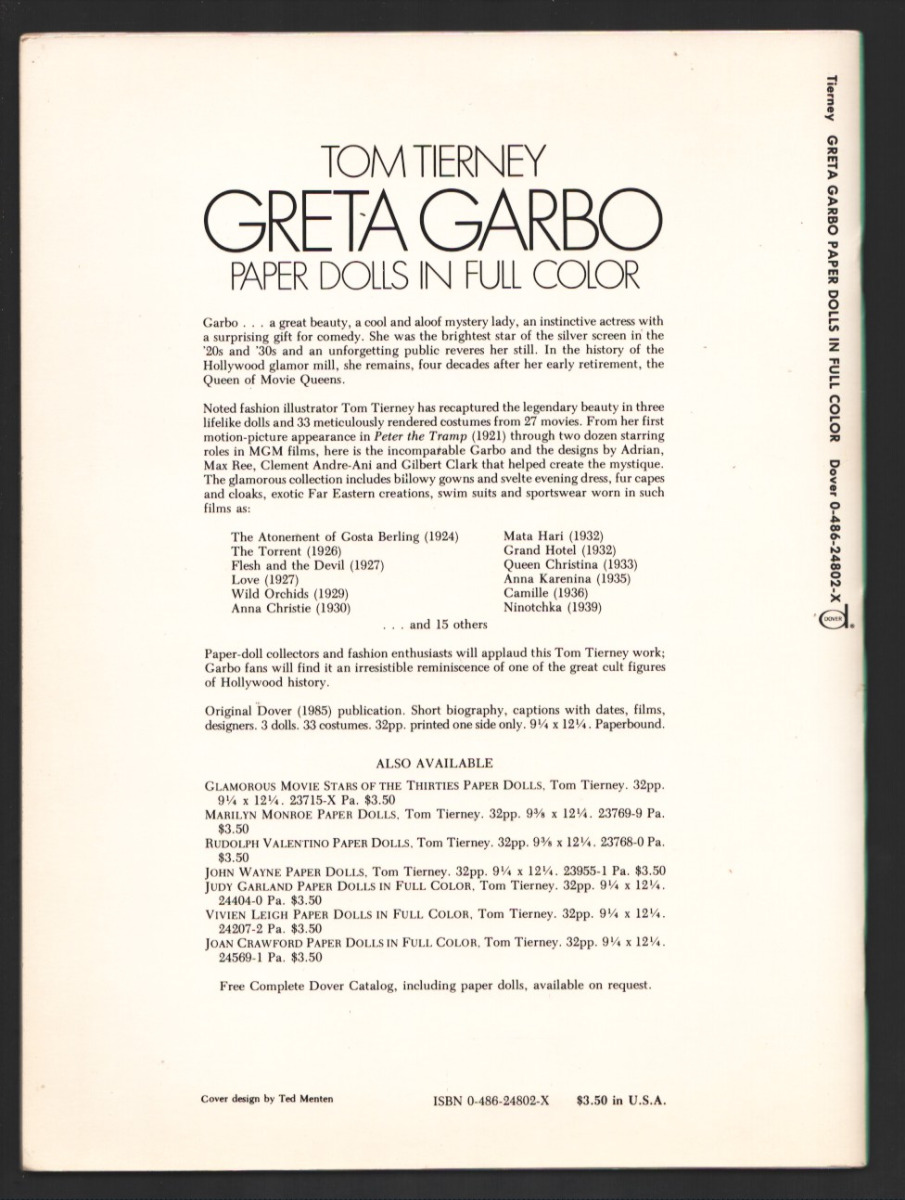 TOM TIERNEY
GRETA GARBO
PAPER DOLLS IN FULL COLOR
Garbo . . . a great beauty, a cool and aloof mystery lady, an instinctive actress with
a surprising gift for comedy. She was the brightest star of the silver screen in the
'20s and '30s and an unforgetting public reveres her still. In the history of the
Hollywood glamor mill, she remains, four decades after her early retirement, the
Queen of Movie Queens.
Noted fashion illustrator Tom Tierney has recaptured the legendary beauty in three
lifelike dolls and 33 meticulously rendered costumes from 27 movies. From her first
motion-picture appearance in Peter the Tramp (1921) through two dozen starring
roles in MGM films, here is the incomparable Garbo and the designs by Adrian,
Max Ree, Clement Andre-Ani and Gilbert Clark that helped create the mystique.
The glamorous collection includes billowy gowns and svelte evening dress, fur capes
and cloaks, exotic Far Eastern creations, swim suits and sportswear worn in such
films as:
The Atonement of Gosta Berling (1924)
The Torrent (1926)
Flesh and the Devil (1927)
Love (1927)
Wild Orchids (1929)
Anna Christie (1930)
Mata Hari (1932)
Grand Hotel (1932)
Queen Christina (1933)
Anna Karenina (1935)
Camille (1936)
Ninotchka (1939)
. . . and 15 others
Paper-doll collectors and fashion enthusiasts will applaud this Tom Tierney work;
Garbo fans will find it an irresistible reminiscence of one of the great cult figures
of Hollywood history.
Original Dover (1985) publication. Short biography, captions with dates, films,
designers. 3 dolls. 33 costumes. 32pp. printed one side only. 9¼ x 12¼. Paperbound.
ALSO AVAILABLE
GLAMOROUS MOVIE STARS OF THE THIRTIES PAPER DOLLS, Tom Tierney. 32pp.
9¼ x 12¼. 23715-X Pa. $3.50
MARILYN MONROE PAPER DOLLS, Tom Tierney. 32pp. 9⅜ x 12¼. 23769-9 Pa.
$3.50
RUDOLPH VALENTINO PAPER DOLLS, Tom Tierney. 32pp. 9⅜ x 12¼. 23768-0 Pa.
$3.50
JOHN WAYNE PAPER DOLLS, Tom Tierney. 32pp. 9¼ x 12¼. 23955-1 Pa. $3.50
JUDY GARLAND PAPER DOLLS IN FULL COLOR, Tom Tierney. 32pp. 9¼ x 12¼.
24404-0 Pa. $3.50
VIVIEN LEIGH PAPER DOLLS IN FULL COLOR, Tom Tierney. 32pp. 9¼ x 12¼.
24207-2 Pa. $3.50
JOAN CRAWFORD PAPER DOLLS IN FULL COLOR, Tom Tierney. 32pp. 9¼ x 12¼.
24569-1 Pa. $3.50
Free Complete Dover Catalog, including paper dolls, available on request.
Cover design by Ted Menten
ISBN 0-486-24802-X $3.50 in U.S.A.
Tierney GRETA GARBO PAPER DOLLS IN FULL COLOR Dover 0-486-24802-X
DOVER